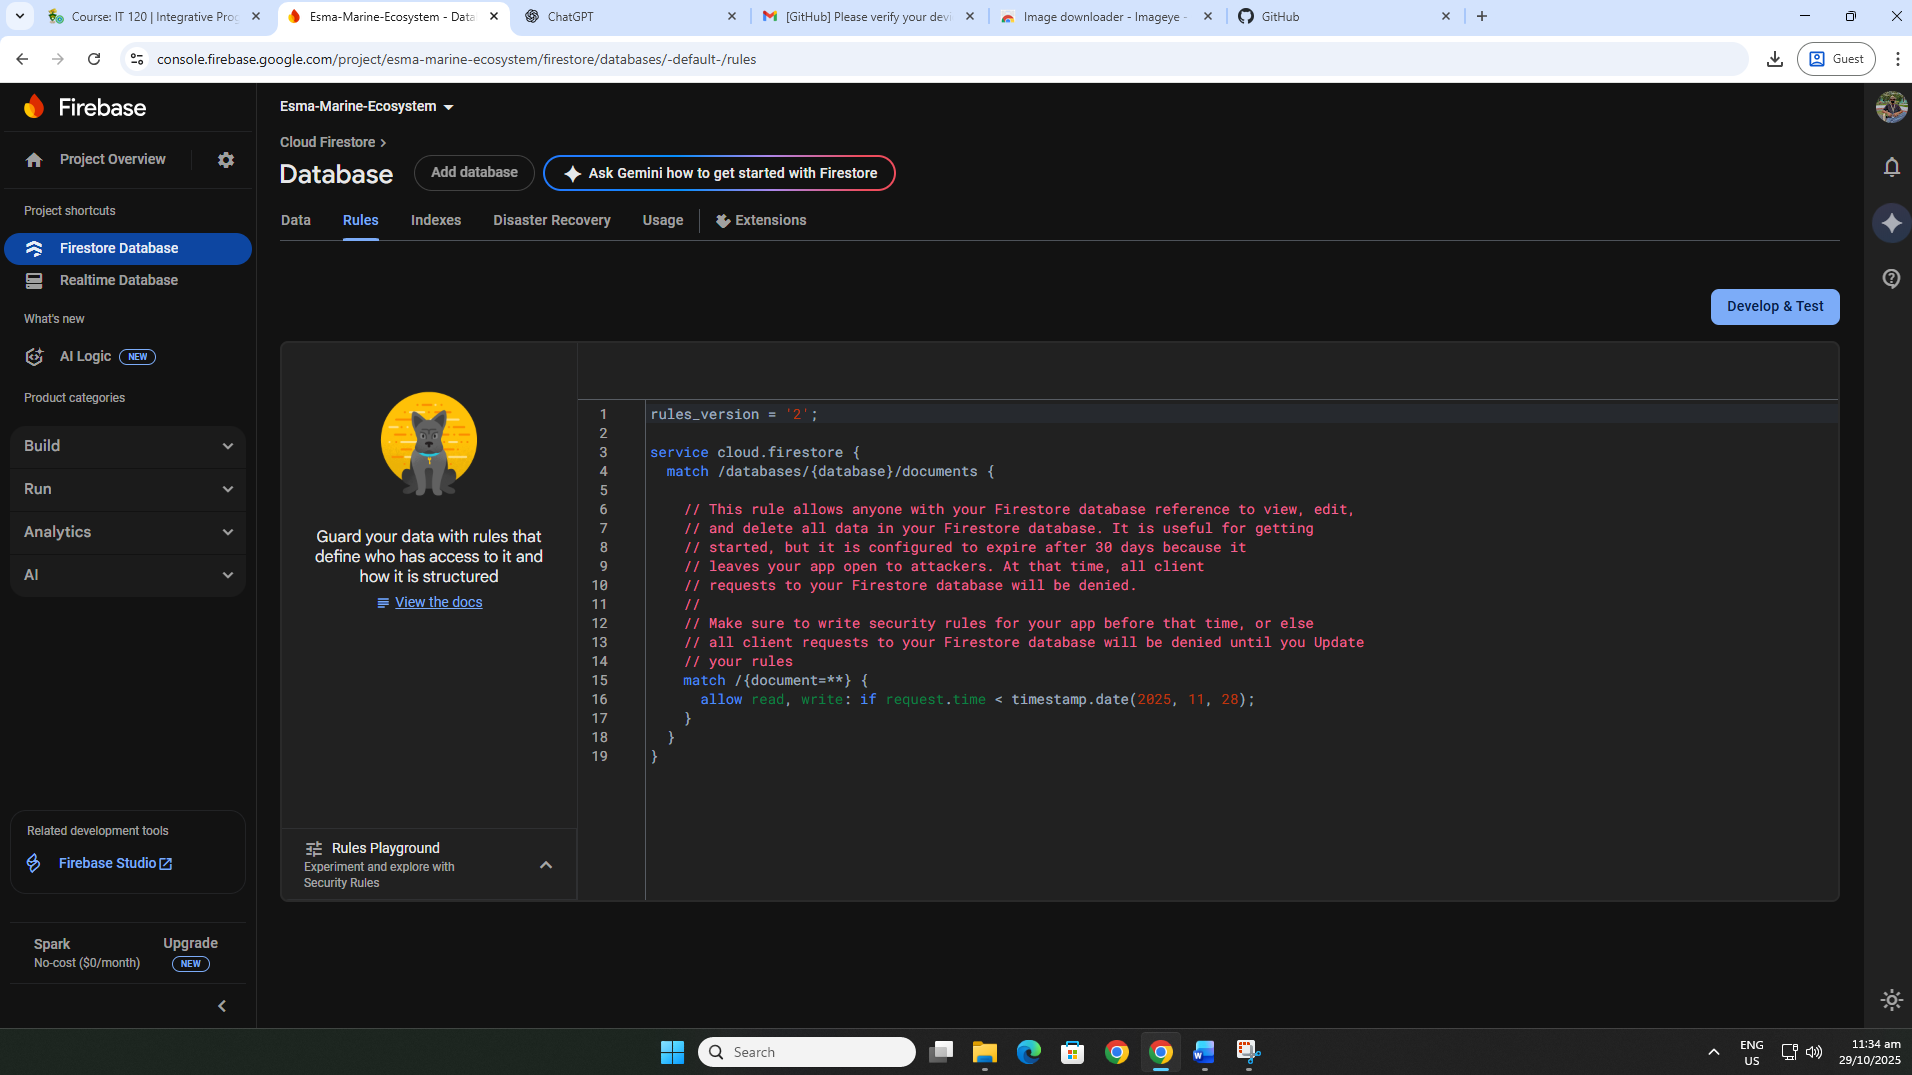 Course: IT 120 | Integrative Prog
Esma-Marine-Ecosystem - Data
ChatGPT
[GitHub] Please verify your devi
Image downloader - Imageye -
GitHub
console.firebase.google.com/project/esma-marine-ecosystem/firestore/databases/-default-/rules
Guest
Firebase
Project Overview
Project shortcuts
Firestore Database
Realtime Database
What's new
AI Logic NEW
Product categories
Build
Run
Analytics
AI
Related development tools
Firebase Studio
Spark
No-cost ($0/month)
Upgrade
NEW
Esma-Marine-Ecosystem
Cloud Firestore
Database
Add database
Ask Gemini how to get started with Firestore
Data
Rules
Indexes
Disaster Recovery
Usage
Extensions
Develop & Test
Guard your data with rules that
define who has access to it and
how it is structured
View the docs
Rules Playground
Experiment and explore with
Security Rules
1 rules_version = '2';
2
3 service cloud.firestore {
4 match /databases/{database}/documents {
5
6 // This rule allows anyone with your Firestore database reference to view, edit,
7 // and delete all data in your Firestore database. It is useful for getting
8 // started, but it is configured to expire after 30 days because it
9 // leaves your app open to attackers. At that time, all client
10 // requests to your Firestore database will be denied.
11 //
12 // Make sure to write security rules for your app before that time, or else
13 // all client requests to your Firestore database will be denied until you Update
14 // your rules
15 match /{document=**} {
16 allow read, write: if request.time < timestamp.date(2025, 11, 28);
17 }
18 }
19 }
Search
ENG
US
11:34 am
29/10/2025